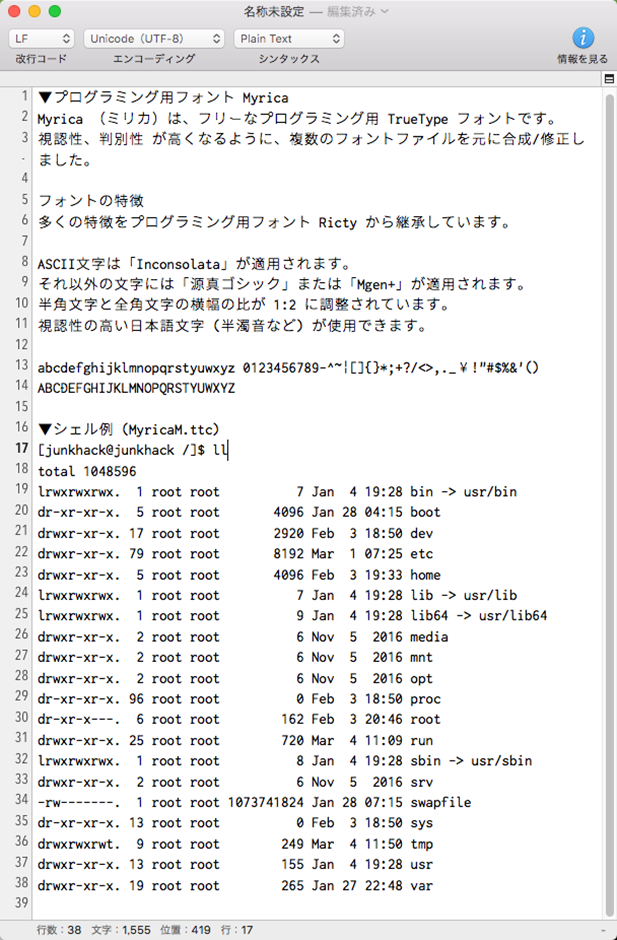 名称未設定 — 編集済み
LF Unicode（UTF-8） Plain Text
改行コード エンコーディング シンタックス 情報を見る
1 ▼プログラミング用フォント Myrica
2 Myrica （ミリカ）は、フリーなプログラミング用 TrueType フォントです。
3 視認性、判別性 が高くなるように、複数のフォントファイルを元に合成/修正し
ました。
4
5 フォントの特徴
6 多くの特徴をプログラミング用フォント Ricty から継承しています。
7
8 ASCII文字は「Inconsolata」が適用されます。
9 それ以外の文字には「源真ゴシック」または「Mgen+」が適用されます。
10 半角文字と全角文字の横幅の比が 1:2 に調整されています。
11 視認性の高い日本語文字（半濁音など）が使用できます。
12
13 abcdefghijklmnopqrstyuwxyz 0123456789-^~¦[]{}*;+?/<>,._￥!"#$%&'()
14 ABCDEFGHIJKLMNOPQRSTYUWXYZ
15
16 ▼シェル例（MyricaM.ttc）
17 [junkhack@junkhack /]$ ll
18 total 1048596
19 lrwxrwxrwx.  1 root root          7 Jan  4 19:28 bin -> usr/bin
20 dr-xr-xr-x.  5 root root       4096 Jan 28 04:15 boot
21 drwxr-xr-x. 17 root root       2920 Feb  3 18:50 dev
22 drwxr-xr-x. 79 root root       8192 Mar  1 07:25 etc
23 drwxr-xr-x.  5 root root       4096 Feb  3 19:33 home
24 lrwxrwxrwx.  1 root root          7 Jan  4 19:28 lib -> usr/lib
25 lrwxrwxrwx.  1 root root          9 Jan  4 19:28 lib64 -> usr/lib64
26 drwxr-xr-x.  2 root root          6 Nov  5  2016 media
27 drwxr-xr-x.  2 root root          6 Nov  5  2016 mnt
28 drwxr-xr-x.  2 root root          6 Nov  5  2016 opt
29 dr-xr-xr-x. 96 root root          0 Feb  3 18:50 proc
30 dr-xr-x---.  6 root root        162 Feb  3 20:46 root
31 drwxr-xr-x. 25 root root        720 Mar  4 11:09 run
32 lrwxrwxrwx.  1 root root          8 Jan  4 19:28 sbin -> usr/sbin
33 drwxr-xr-x.  2 root root          6 Nov  5  2016 srv
34 -rw-------.  1 root root 1073741824 Jan 28 07:15 swapfile
35 dr-xr-xr-x. 13 root root          0 Feb  3 18:50 sys
36 drwxrwxrwt.  9 root root        249 Mar  4 11:50 tmp
37 drwxr-xr-x. 13 root root        155 Jan  4 19:28 usr
38 drwxr-xr-x. 19 root root        265 Jan 27 22:48 var
39
行数：38 文字：1,555 位置：419 行：17 -